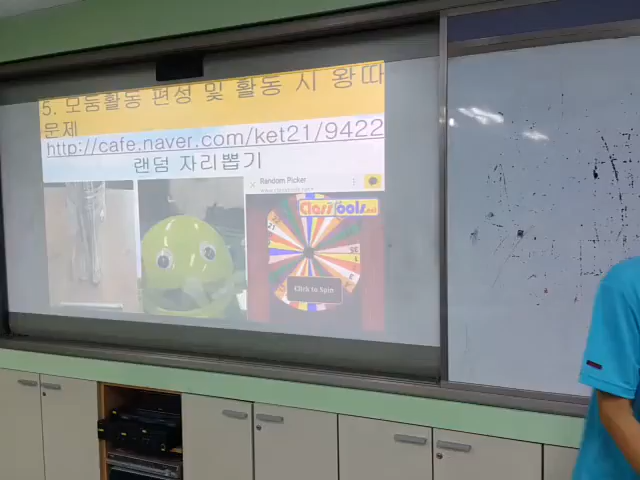 5. 모둠활동 편성 및 활동 시 왕따
문제
http://cafe.naver.com/ket21/9422
랜덤 자리뽑기
Random Picker
ClassTools.net
Click to Spin